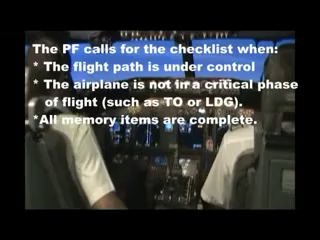 The PF calls for the checklist when:
* The flight path is under control
* The airplane is not in a critical phase
of flight (such as TO or LDG).
*All memory items are complete.